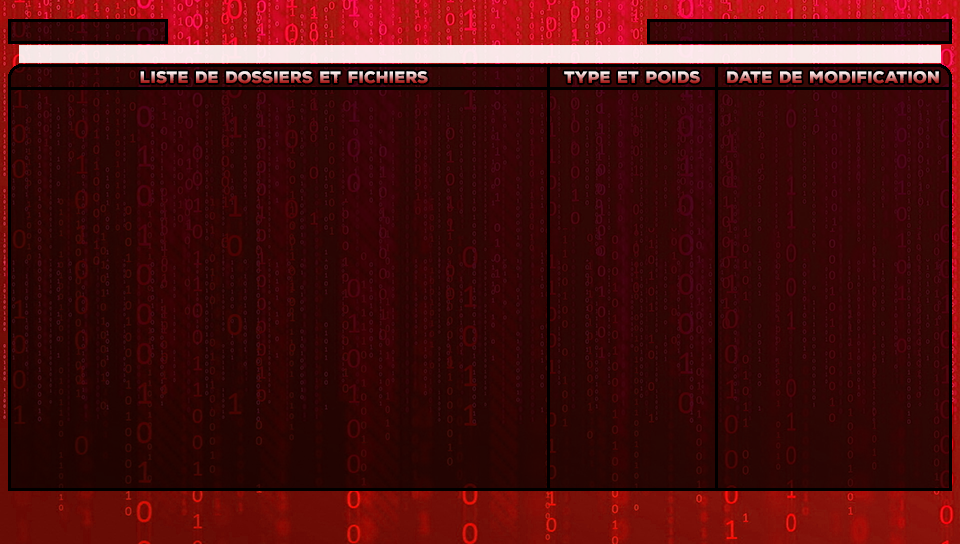 LISTE DE DOSSIERS ET FICHIERS TYPE ET POIDS DATE DE MODIFICATION